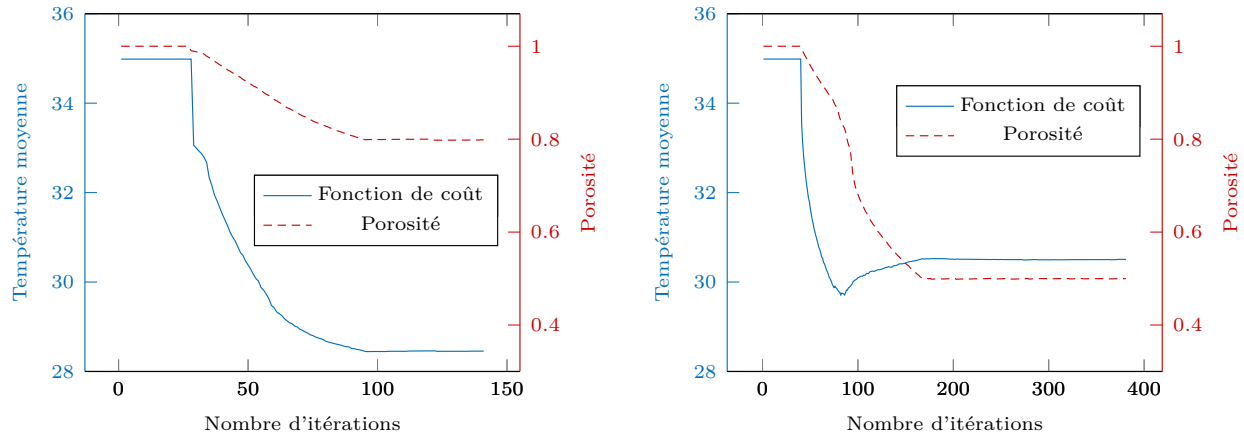 36
34
32
30
28
Température moyenne
1
0.8
0.6
0.4
Porosité
Fonction de coût
Porosité
0
50
100
150
Nombre d'itérations
36
34
32
30
28
Température moyenne
1
0.8
0.6
0.4
Porosité
Fonction de coût
Porosité
0
100
200
300
400
Nombre d'itérations